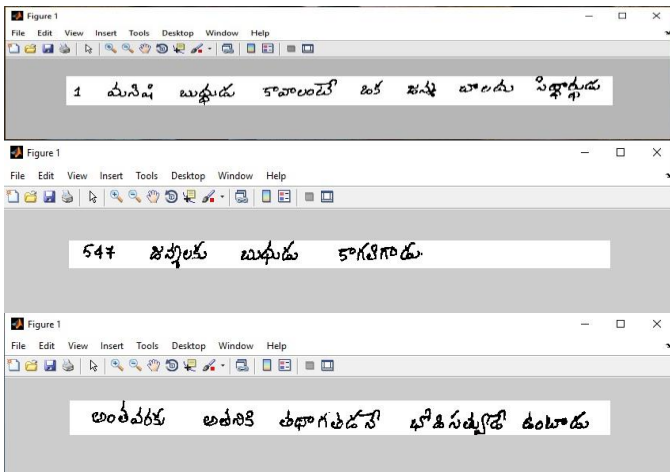 Figure 1
File Edit View Insert Tools Desktop Window Help
1 మనిషి బుద్ధుడు కావాలంటే ఒక జన్మ చాలదు సిద్ధార్థుడు
Figure 1
File Edit View Insert Tools Desktop Window Help
547 జన్మలకు బుధుడు కాగలిగాడు.
Figure 1
File Edit View Insert Tools Desktop Window Help
అంతవరకు అతనికి తథాగతడనే భోదిసత్వుడే ఉంటాడు